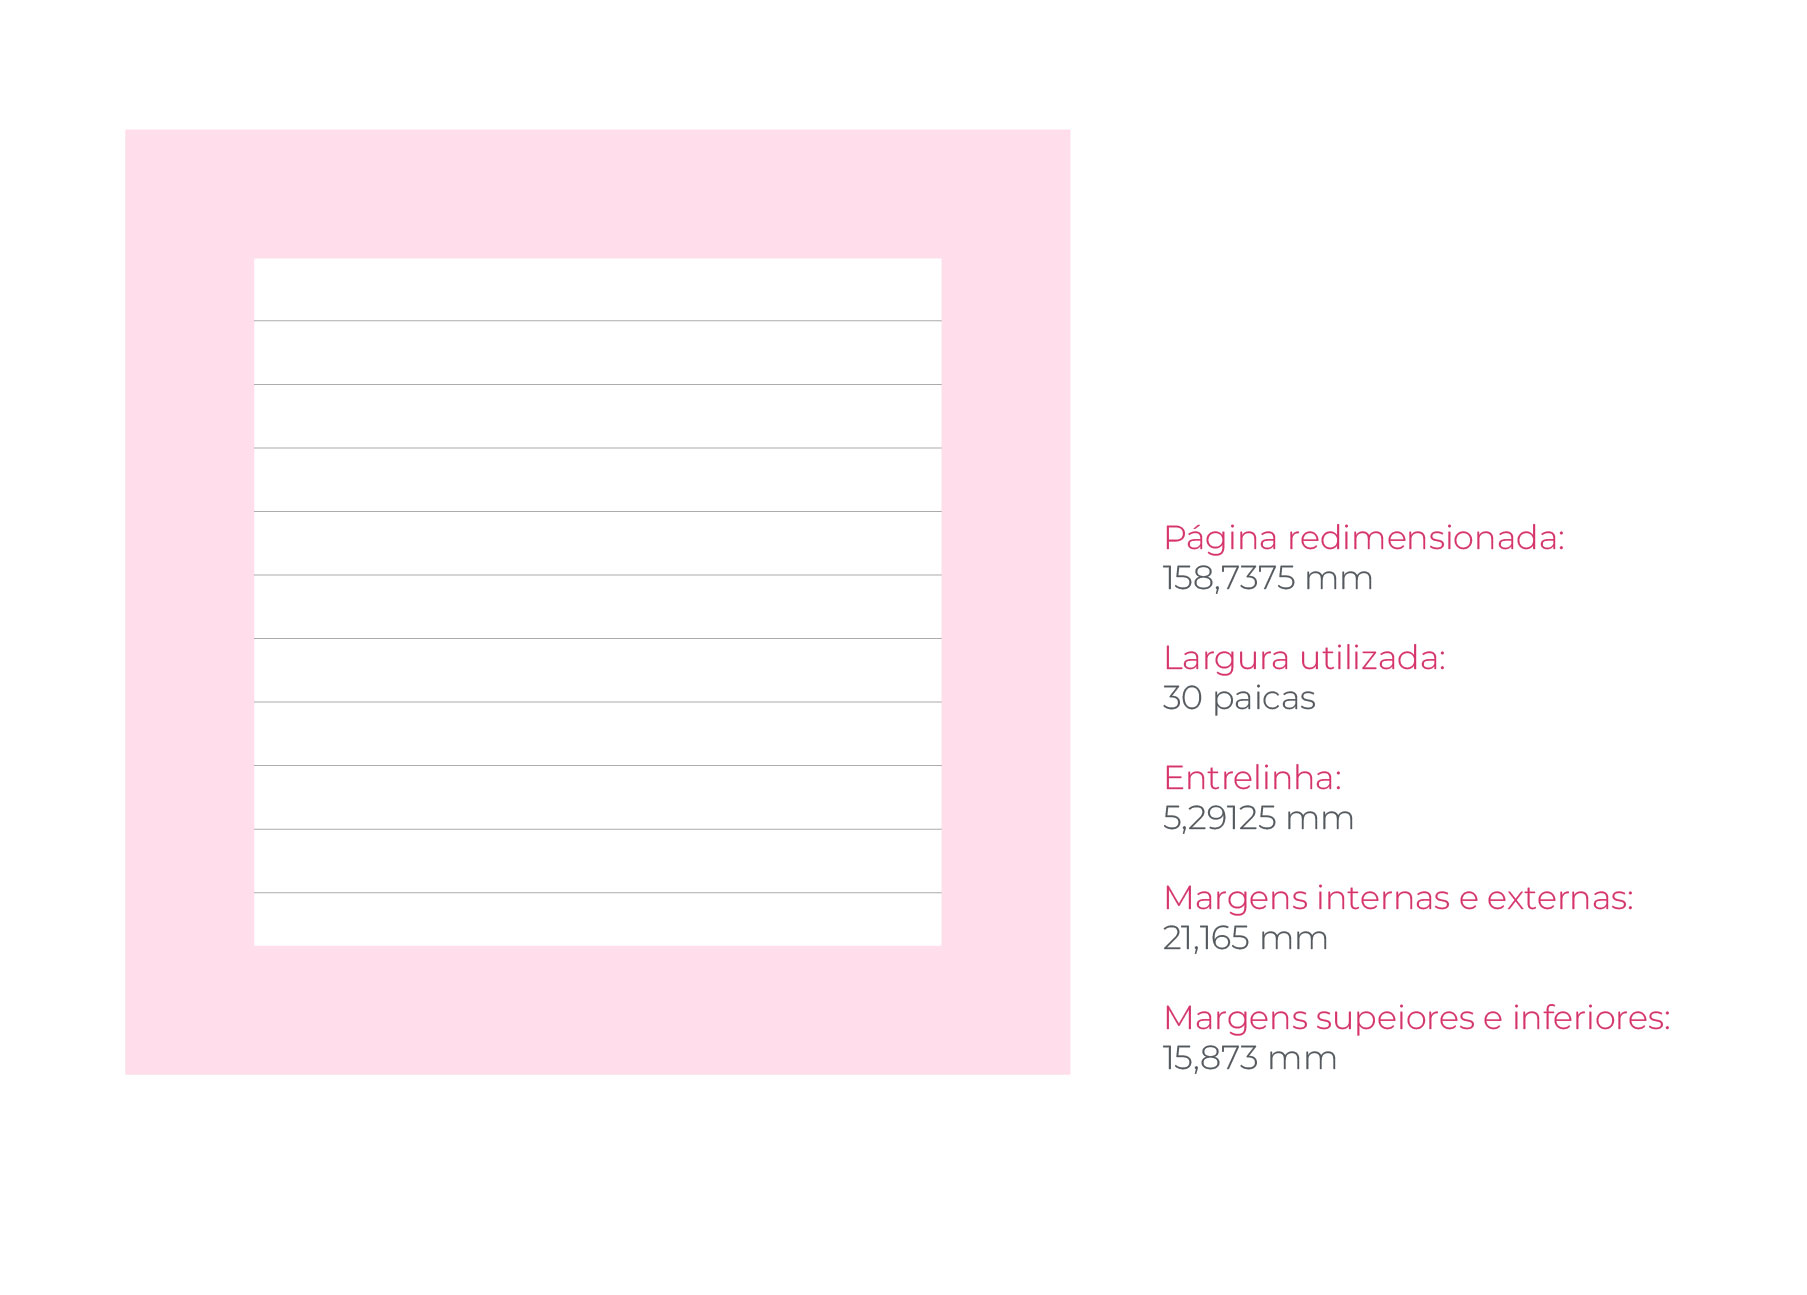 Página redimensionada:
158,7375 mm
Largura utilizada:
30 paicas
Entrelinha:
5,29125 mm
Margens internas e externas:
21,165 mm
Margens supeiores e inferiores:
15,873 mm